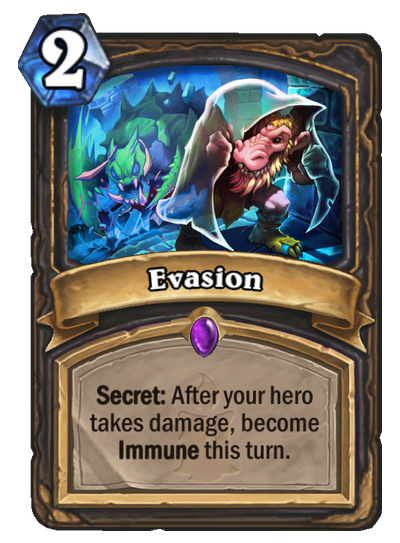 2
Evasion
Secret: After your hero
takes damage, become
Immune this turn.